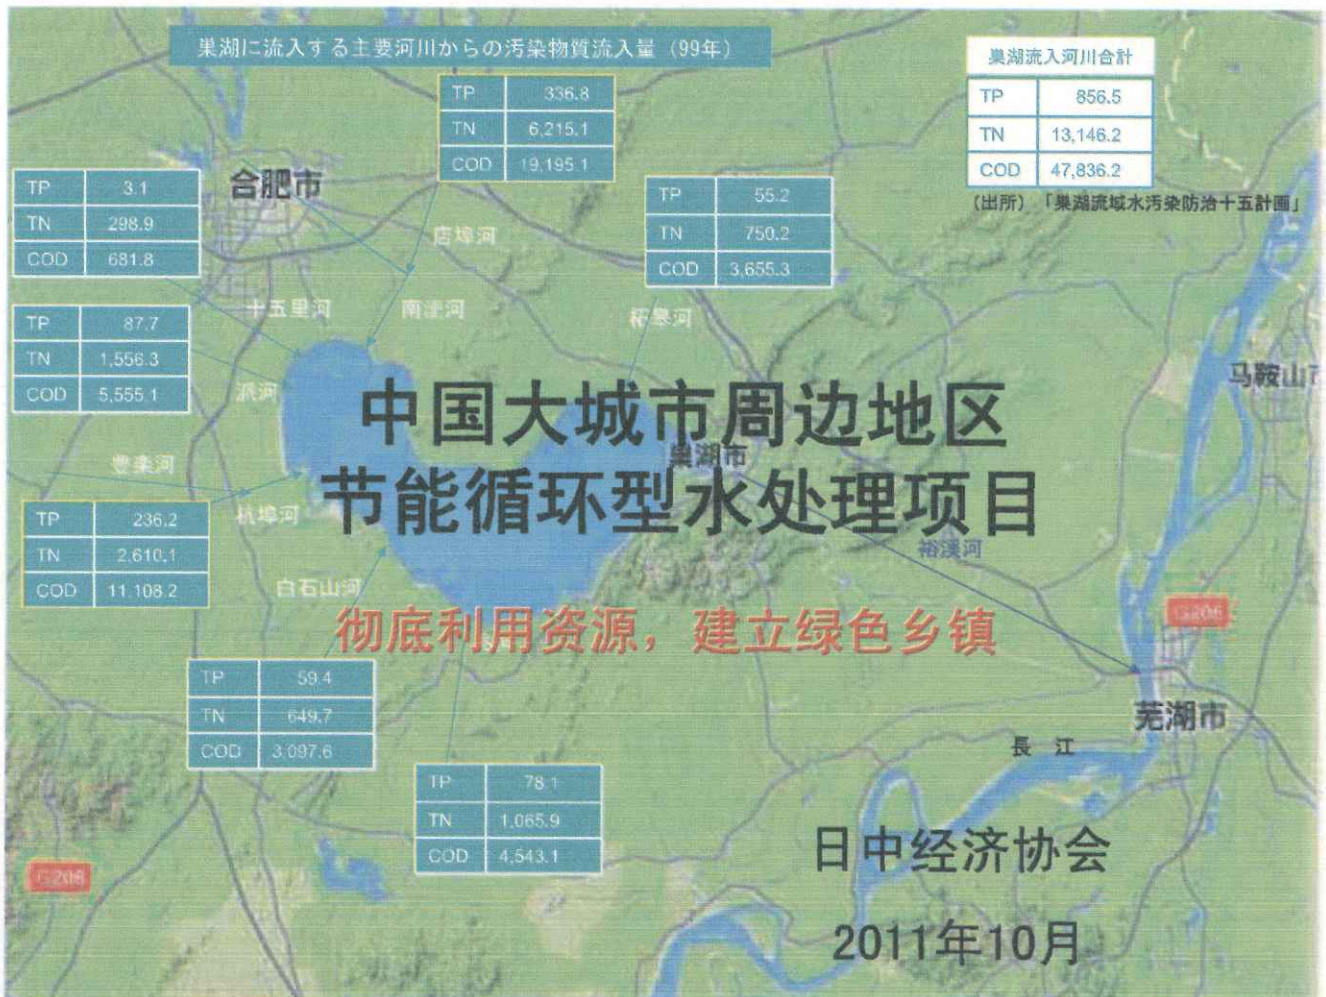 巢湖に流入する主要河川からの汚染物質流入量（99年）
TP 336.8
TN 6,215.1
COD 19,195.1
巢湖流入河川合計
TP 856.5
TN 13,146.2
COD 47,836.2
（出所）「巢湖流域水汚染防治十五計画」
合肥市
TP 3.1
TN 298.9
COD 681.8
TP 55.2
TN 750.2
COD 3,655.3
店埠河
十五里河
南淝河
柘皋河
TP 87.7
TN 1,556.3
COD 5,555.1
派河
马鞍山市
中国大城市周边地区
巢湖市
节能循环型水处理项目
豊楽河
杭埠河
TP 236.2
TN 2,610.1
COD 11,108.2
裕溪河
白石山河
G206
彻底利用资源，建立绿色乡镇
TP 59.4
TN 649.7
COD 3,097.6
芜湖市
長 江
TP 78.1
TN 1,065.9
COD 4,543.1
日中经济协会
G206
2011年10月